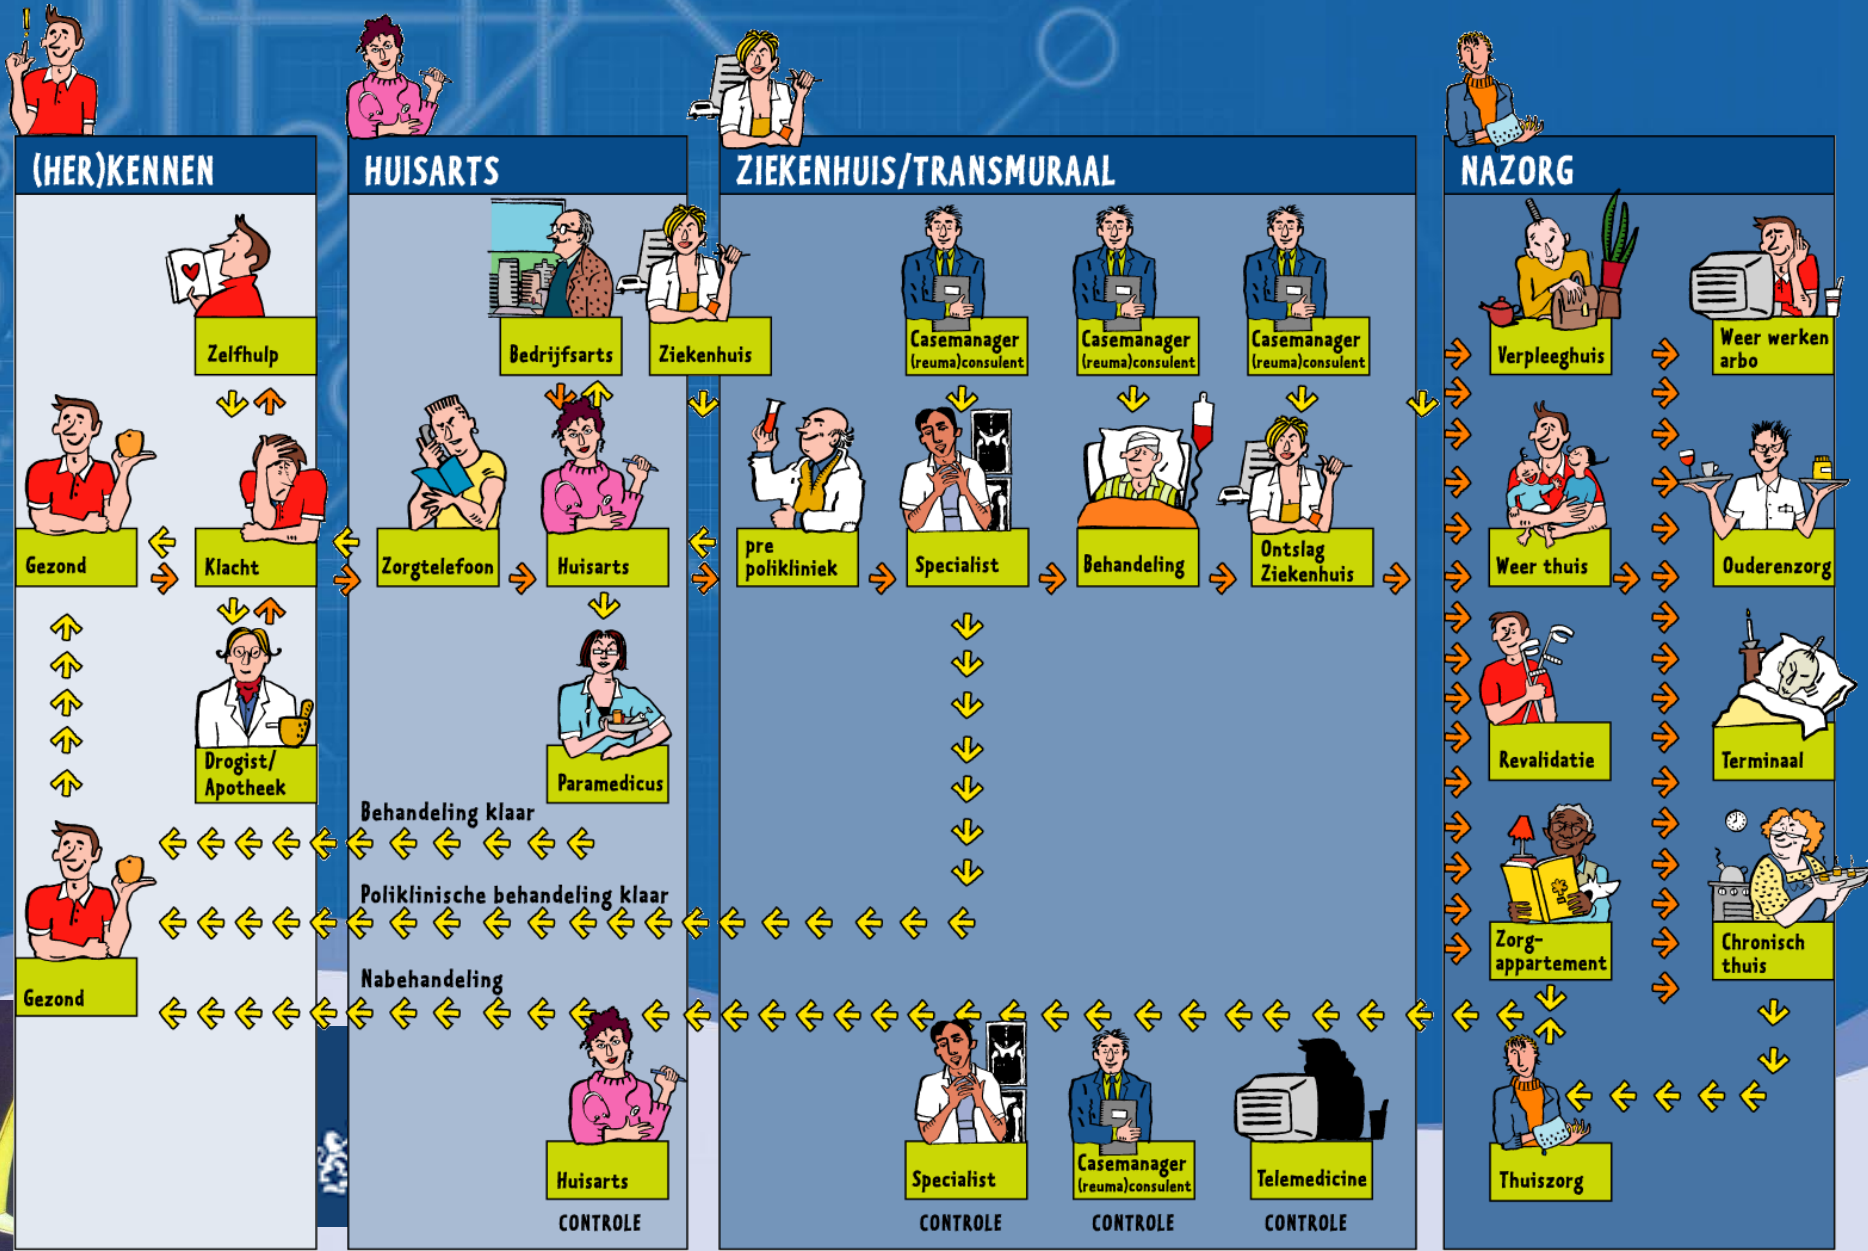 (HER)KENNEN
Zelfhulp
Gezond
Klacht
Drogist/
Apotheek
Gezond
HUISARTS
Bedrijfsarts
Ziekenhuis
Zorgtelefoon
Huisarts
Paramedicus
Behandeling klaar
Poliklinische behandeling klaar
Nabehandeling
Huisarts
CONTROLE
ZIEKENHUIS/TRANSMURAAL
Casemanager
(reuma)consulent
Casemanager
(reuma)consulent
Casemanager
(reuma)consulent
pre
polikliniek
Specialist
Behandeling
Ontslag
Ziekenhuis
Specialist
CONTROLE
Casemanager
(reuma)consulent
CONTROLE
Telemedicine
CONTROLE
NAZORG
Verpleeghuis
Weer werken
arbo
Weer thuis
Ouderenzorg
Revalidatie
Terminaal
Zorg-
appartement
Chronisch
thuis
Thuiszorg